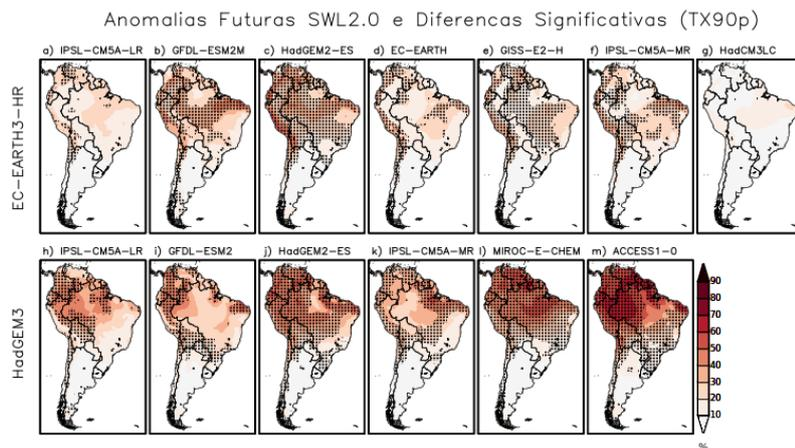 Anomalias Futuras SWL2.0 e Diferencas Significativas (TX90p)
a) IPSL-CM5A-LR b) GFDL-ESM2M c) HadGEM2-ES d) EC-EARTH e) GISS-E2-H f) IPSL-CM5A-MR g) HadCM3LC
EC-EARTH3-HR
h) IPSL-CM5A-LR i) GFDL-ESM2 j) HadGEM2-ES k) IPSL-CM5A-MR l) MIROC-E-CHEM m) ACCESS1-0
HadGEM3
90
80
70
60
50
40
30
20
10
%